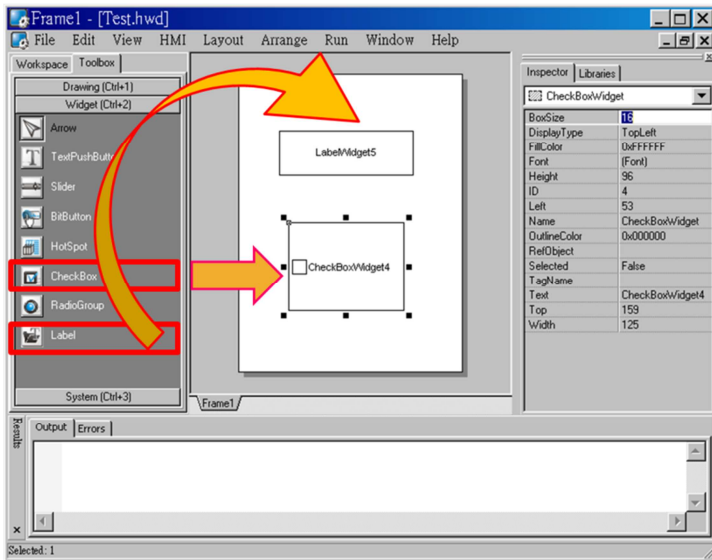 Frame1 - [Test.hwd]
File Edit View HMI Layout Arrange Run Window Help
Workspace Toolbox
Drawing (Ctrl+1)
Widget (Ctrl+2)
Arrow
TextPushButt
Slider
BitButton
HotSpot
CheckBox
RadioGroup
Label
System (Ctrl+3)
LabelWidget5
CheckBoxWidget4
Frame1
Inspector Libraries
CheckBoxWidget
BoxSize 16
DisplayType TopLeft
FillColor 0xFFFFFF
Font (Font)
Height 96
ID 4
Left 53
Name CheckBoxWidget
OutlineColor 0x000000
RefObject
Selected False
TagName
Text CheckBoxWidget4
Top 159
Width 125
Results
Output Errors
Selected: 1